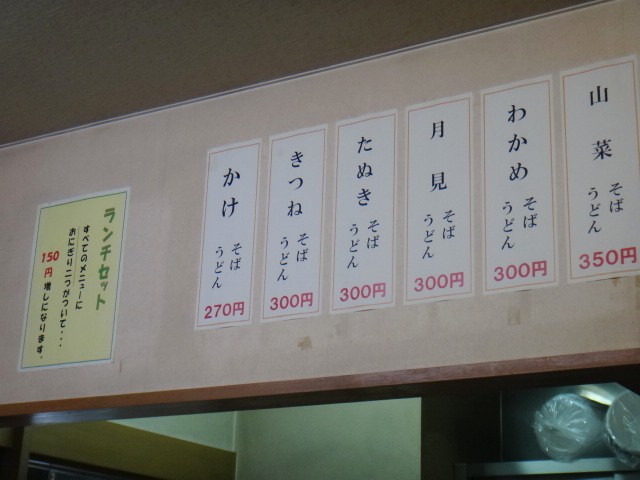 山菜 そば
うどん
350円
わかめ そば
うどん
300円
月見 そば
うどん
300円
たぬき そば
うどん
300円
きつね そば
うどん
300円
かけ そば
うどん
270円
ランチセット
すべてのメニューに
おにぎり二つがついて・・・
150円増しになります。